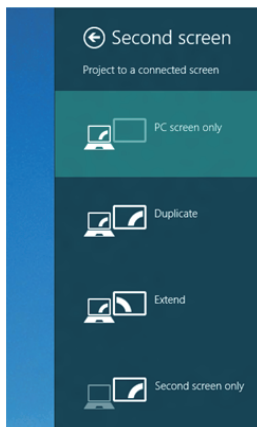 Second screen
Project to a connected screen
PC screen only
Duplicate
Extend
Second screen only